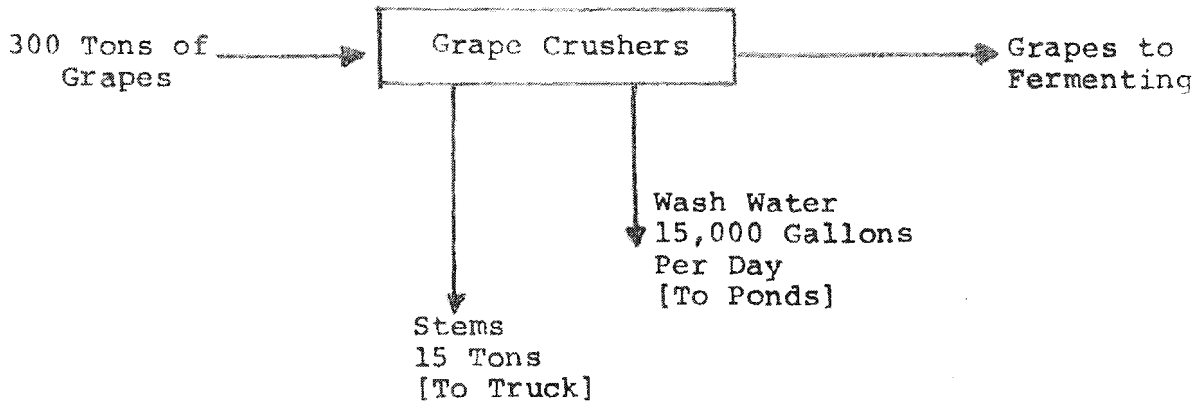 300 Tons of
Grapes
Grape Crushers
Grapes to
Fermenting
Wash Water
15,000 Gallons
Per Day
[To Ponds]
Stems
15 Tons
[To Truck]